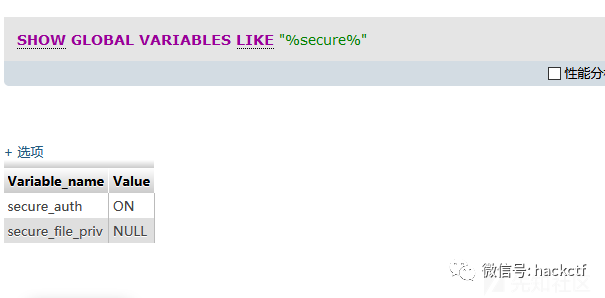 SHOW GLOBAL VARIABLES LIKE "%secure%"
性能分
+ 选项
Variable_name Value
secure_auth ON
secure_file_priv NULL
微信号: hackctf
先知社区